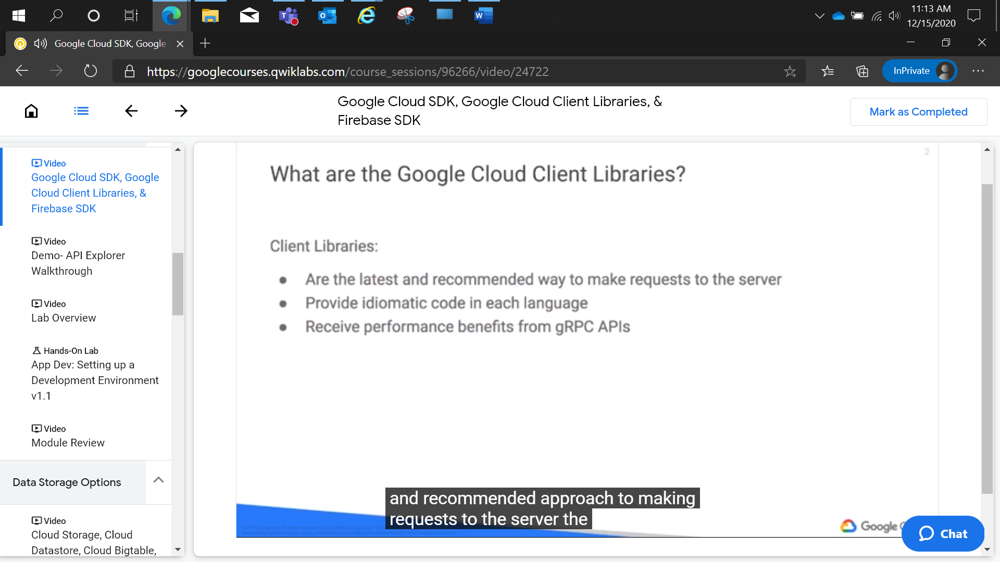 11:13 AM
12/15/2020
Google Cloud SDK, Google
https://googlecourses.qwiklabs.com/course_sessions/96266/video/24722
InPrivate
Google Cloud SDK, Google Cloud Client Libraries, &
Firebase SDK
Mark as Completed
Video
Google Cloud SDK, Google
Cloud Client Libraries, &
Firebase SDK
Video
Demo- API Explorer
Walkthrough
Video
Lab Overview
Hands-On Lab
App Dev: Setting up a
Development Environment
v1.1
Video
Module Review
Data Storage Options
Video
Cloud Storage, Cloud
Datastore, Cloud Bigtable,
2
What are the Google Cloud Client Libraries?
Client Libraries:
● Are the latest and recommended way to make requests to the server
● Provide idiomatic code in each language
● Receive performance benefits from gRPC APIs
and recommended approach to making
requests to the server the
Google
Chat